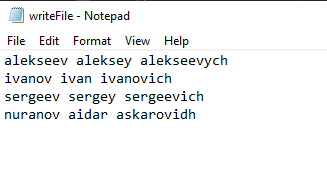 writeFile - Notepad
File Edit Format View Help
alekseev aleksey alekseevych
ivanov ivan ivanovich
sergeev sergey sergeevich
nuranov aidar askarovidh